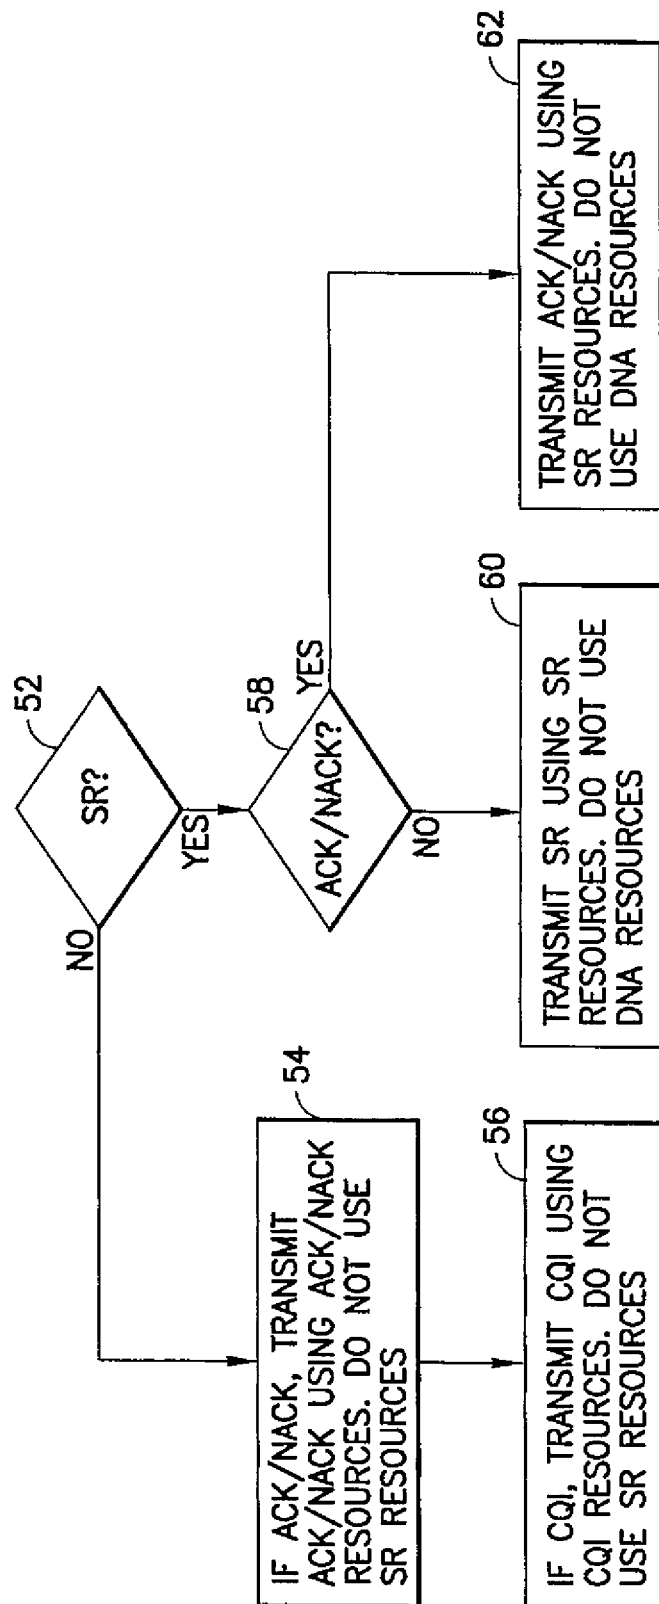 52
SR?
NO
YES
58
ACK/NACK?
YES
NO
54
IF ACK/NACK, TRANSMIT
ACK/NACK USING ACK/NACK
RESOURCES. DO NOT USE
SR RESOURCES
56
IF CQI, TRANSMIT CQI USING
CQI RESOURCES. DO NOT
USE SR RESOURCES
60
TRANSMIT SR USING SR
RESOURCES. DO NOT USE
DNA RESOURCES
62
TRANSMIT ACK/NACK USING
SR RESOURCES. DO NOT
USE DNA RESOURCES